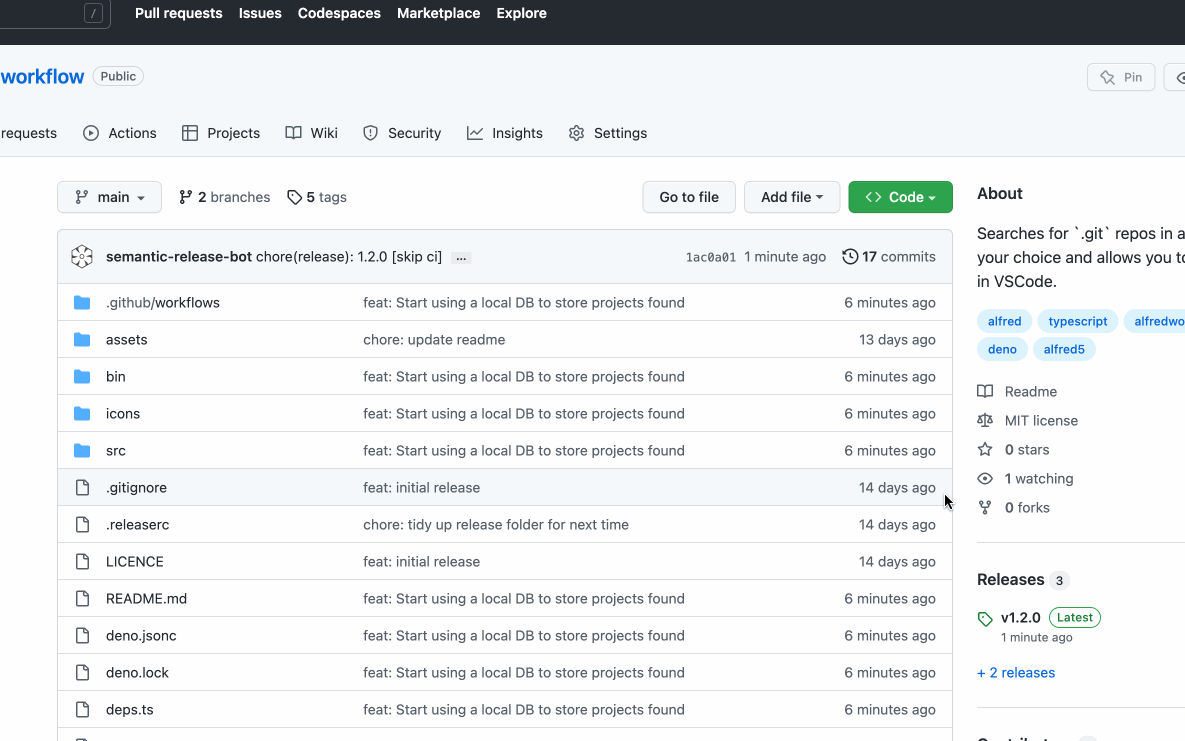 / Pull requests Issues Codespaces Marketplace Explore
workflow Public Pin
requests Actions Projects Wiki Security Insights Settings
main 2 branches 5 tags Go to file Add file <> Code
semantic-release-bot chore(release): 1.2.0 [skip ci] ... 1ac0a01 1 minute ago 17 commits
.github/workflows feat: Start using a local DB to store projects found 6 minutes ago
assets chore: update readme 13 days ago
bin feat: Start using a local DB to store projects found 6 minutes ago
icons feat: Start using a local DB to store projects found 6 minutes ago
src feat: Start using a local DB to store projects found 6 minutes ago
.gitignore feat: initial release 14 days ago
.releaserc chore: tidy up release folder for next time 14 days ago
LICENCE feat: initial release 14 days ago
README.md feat: Start using a local DB to store projects found 6 minutes ago
deno.jsonc feat: Start using a local DB to store projects found 6 minutes ago
deno.lock feat: Start using a local DB to store projects found 6 minutes ago
deps.ts feat: Start using a local DB to store projects found 6 minutes ago
About
Searches for `.git` repos in a
your choice and allows you to
in VSCode.
alfred typescript alfredwo
deno alfred5
Readme
MIT license
0 stars
1 watching
0 forks
Releases 3
v1.2.0 Latest
1 minute ago
+ 2 releases